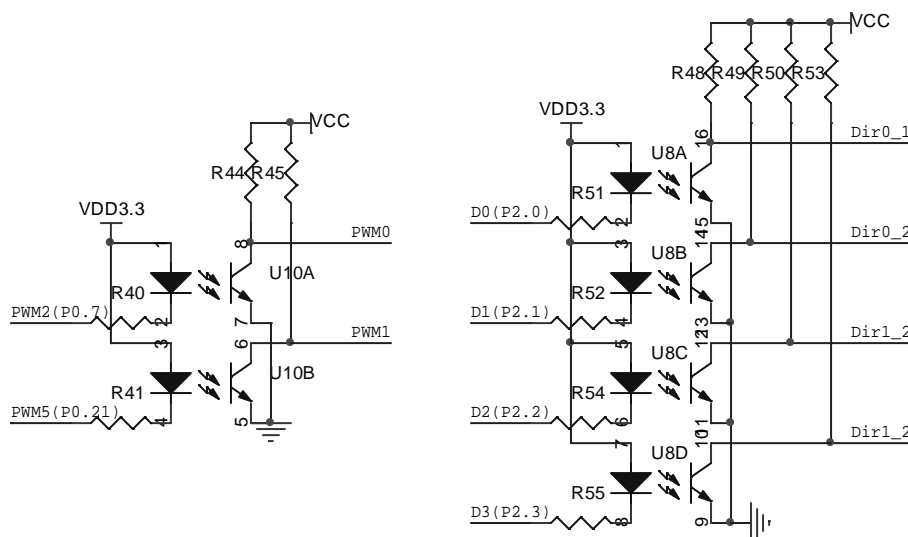 VCC
R44
R45
VDD3.3
1
8
PWM0
U10A
R40
PWM2(P0.7)
2
7
3
6
PWM1
U10B
R41
PWM5(P0.21)
4
5
VCC
R48
R49
R50
R53
VDD3.3
1
16
Dir0_1
U8A
R51
D0(P2.0)
2
15
3
14
Dir0_2
U8B
R52
D1(P2.1)
4
13
5
12
Dir1_2
U8C
R54
D2(P2.2)
6
11
7
10
Dir1_2
U8D
R55
D3(P2.3)
8
9